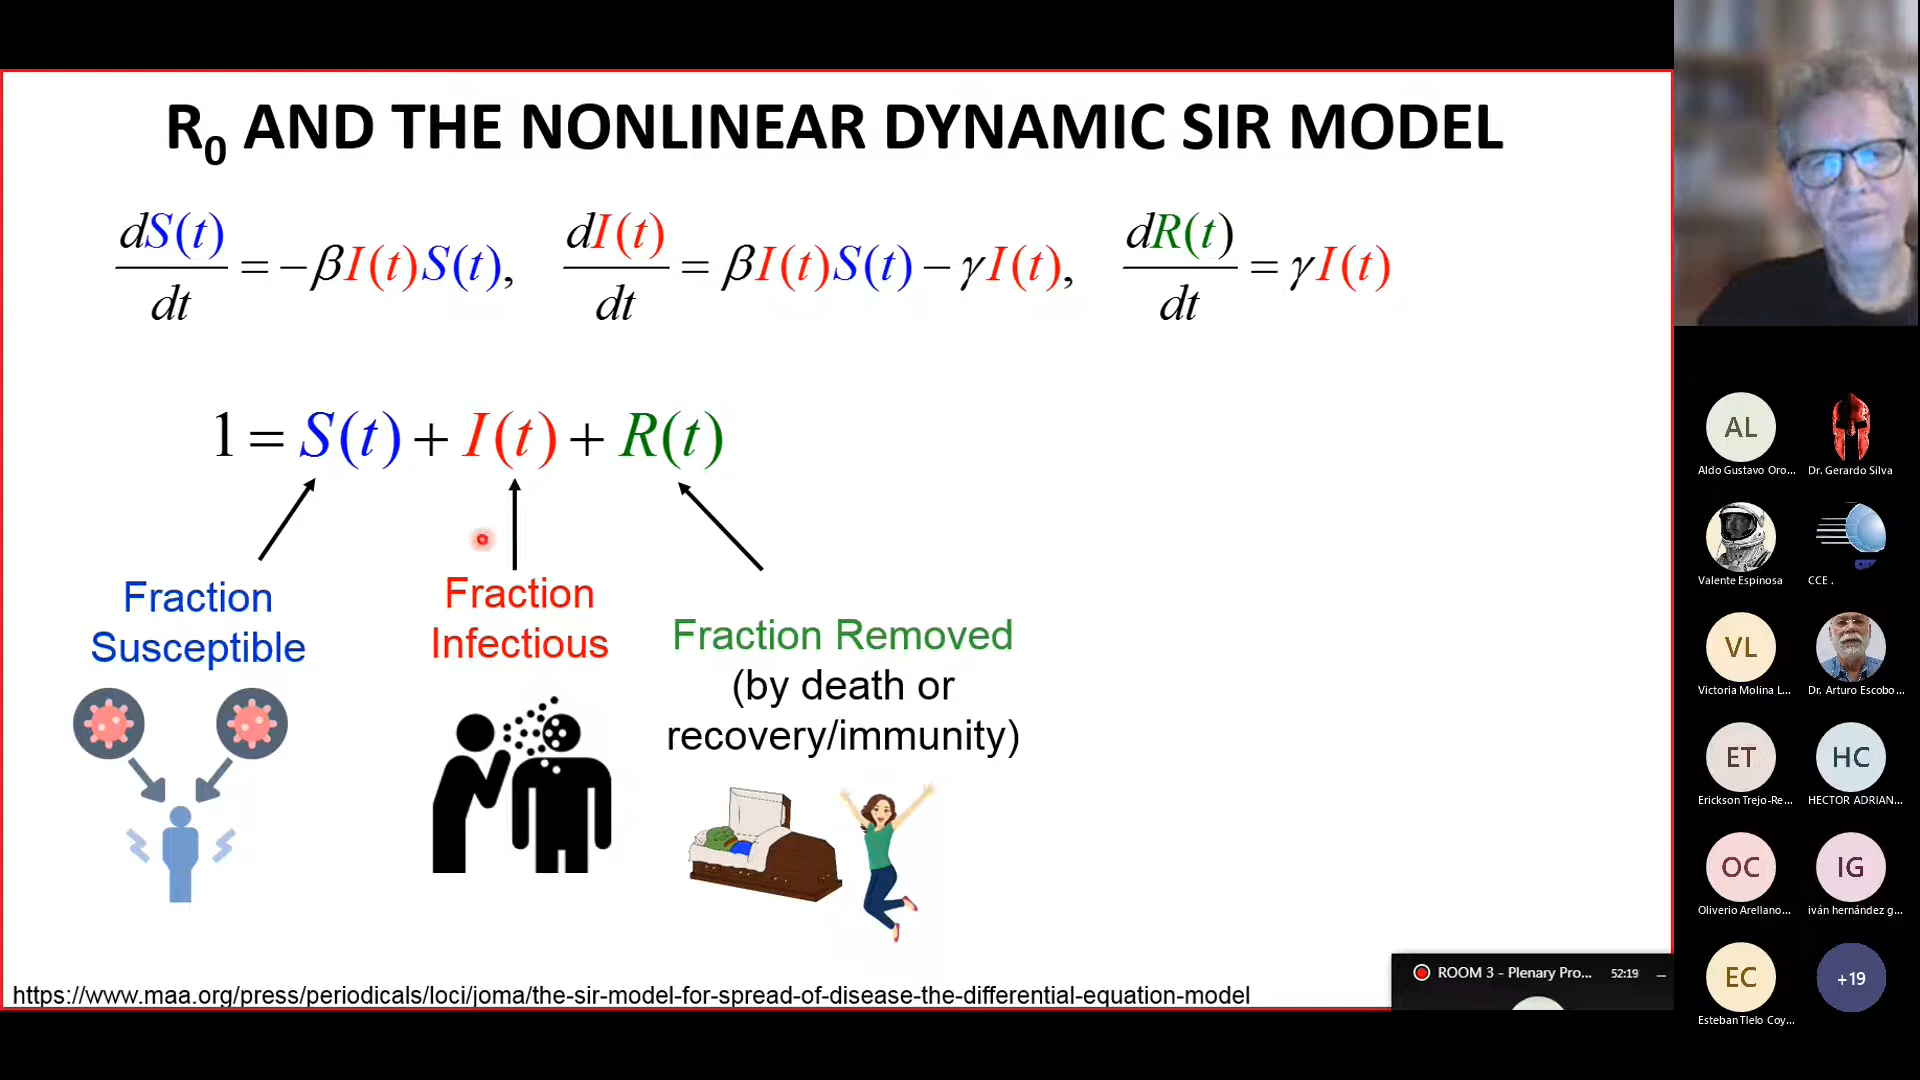 R₀ AND THE NONLINEAR DYNAMIC SIR MODEL
dS(t)/dt = −βI(t)S(t), dI(t)/dt = βI(t)S(t) − γI(t), dR(t)/dt = γI(t)
1 = S(t) + I(t) + R(t)
Fraction
Susceptible
Fraction
Infectious
Fraction Removed
(by death or
recovery/immunity)
https://www.maa.org/press/periodicals/loci/joma/the-sir-model-for-spread-of-disease-the-differential-equation-model
ROOM 3 - Plenary Pro... 52:19
AL
Aldo Gustavo Oro...
Dr. Gerardo Silva
Valente Espinosa
CCE .
VL
Victoria Molina L...
Dr. Arturo Escobo...
ET
Erickson Trejo-Re...
HC
HECTOR ADRIAN...
OC
Oliverio Arellano...
IG
iván hernández g...
EC
Esteban Tlelo Coy...
+19